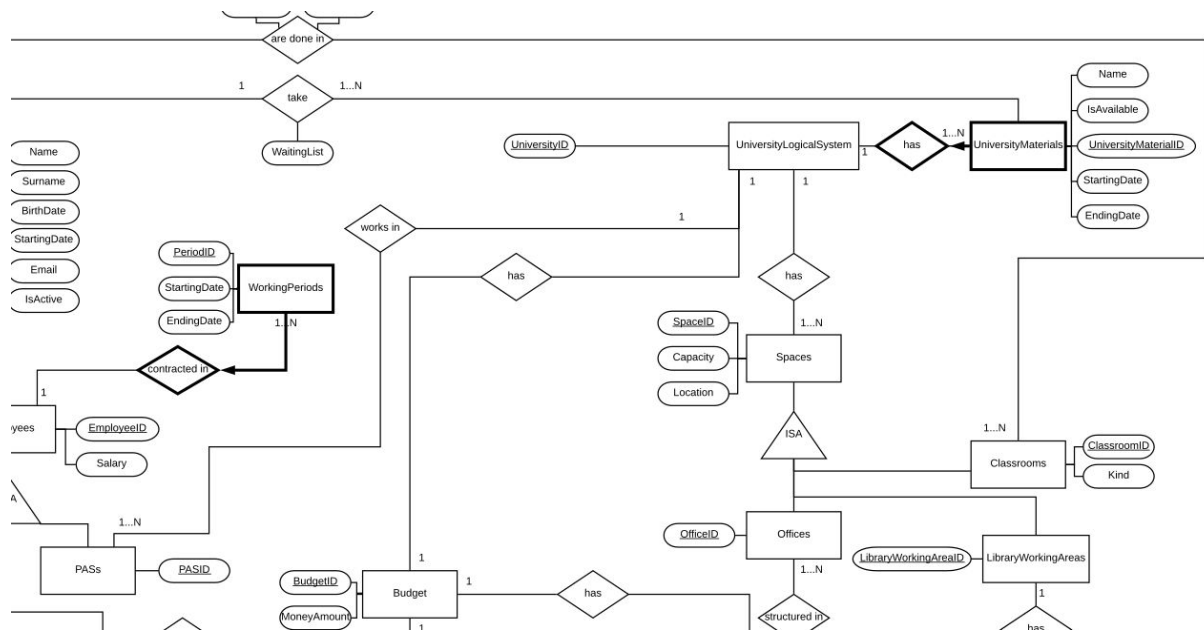 are done in
1
1...N
take
WaitingList
Name
IsAvailable
UniversityMaterialID
StartingDate
EndingDate
UniversityID
UniversityLogicalSystem
1
has
1...N
UniversityMaterials
Name
Surname
BirthDate
StartingDate
Email
IsActive
1
1
1
works in
PeriodID
StartingDate
EndingDate
WorkingPeriods
1...N
has
has
1...N
SpaceID
Capacity
Location
Spaces
contracted in
1
yees
EmployeeID
Salary
ISA
1...N
Classrooms
ClassroomID
Kind
A
1...N
PASs
PASID
OfficeID
Offices
LibraryWorkingAreaID
LibraryWorkingAreas
1
1...N
1
BudgetID
MoneyAmount
Budget
1
has
structured in
1
has